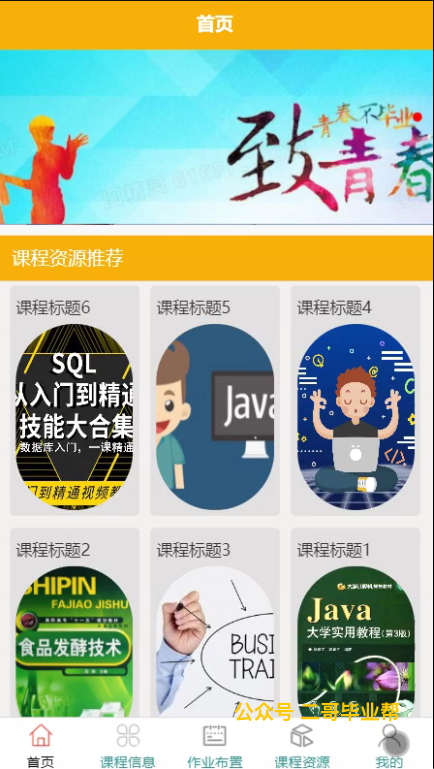 首页
青春不毕业
致青春
课程资源推荐
课程标题6
课程标题5
课程标题4
SQL
从入门到精通
技能大合集
数据库入门，一课精通
门到精通视频教
Java
课程标题2
课程标题3
课程标题1
SHIPIN
FAJIAO JISHU
食品发酵技术
BUSI
TRAI
Java
大学实用教程(第3版)
公众号 二哥毕业帮
首页
课程信息
作业布置
课程资源
我的